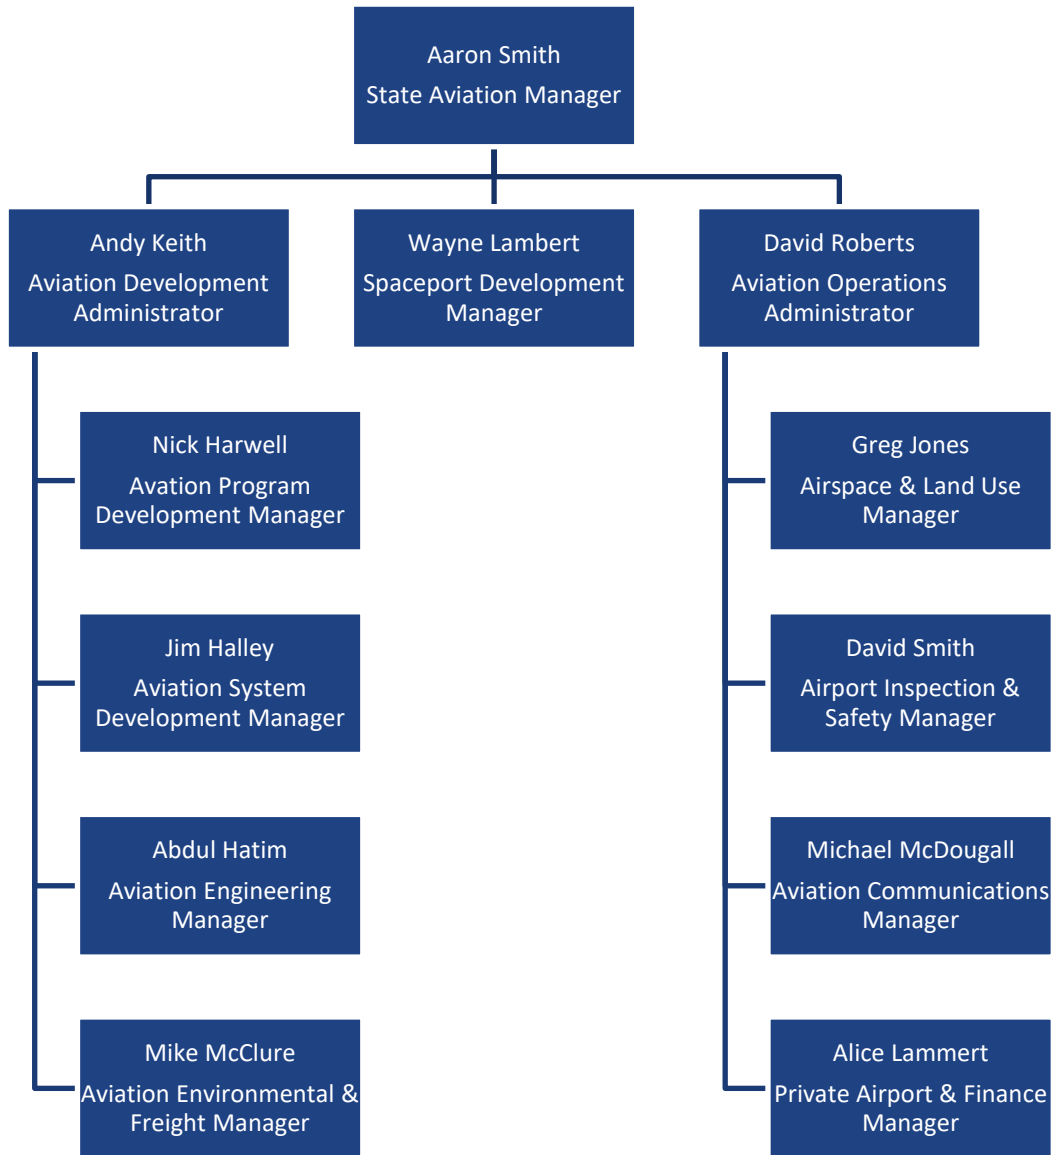 Aaron Smith
State Aviation Manager
Andy Keith
Aviation Development
Administrator
Wayne Lambert
Spaceport Development
Manager
David Roberts
Aviation Operations
Administrator
Nick Harwell
Avation Program
Development Manager
Jim Halley
Aviation System
Development Manager
Abdul Hatim
Aviation Engineering
Manager
Mike McClure
Aviation Environmental &
Freight Manager
Greg Jones
Airspace & Land Use
Manager
David Smith
Airport Inspection &
Safety Manager
Michael McDougall
Aviation Communications
Manager
Alice Lammert
Private Airport & Finance
Manager